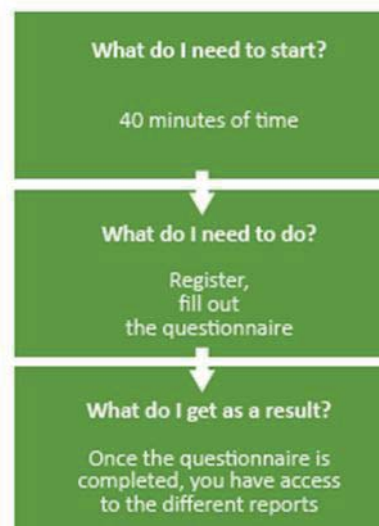 What do I need to start?
40 minutes of time
What do I need to do?
Register,
fill out
the questionnaire
What do I get as a result?
Once the questionnaire is
completed, you have access
to the different reports